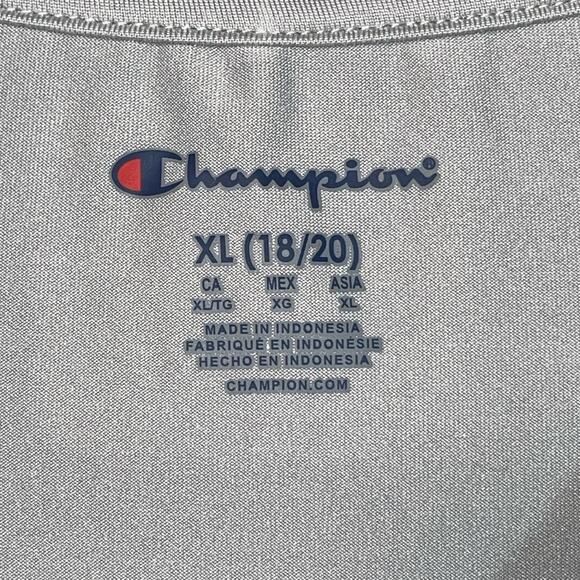 Champion®
XL (18/20)
CA MEX ASIA
XL/TG XG XL
MADE IN INDONESIA
FABRIQUÉ EN INDONÉSIE
HECHO EN INDONESIA
CHAMPION.COM